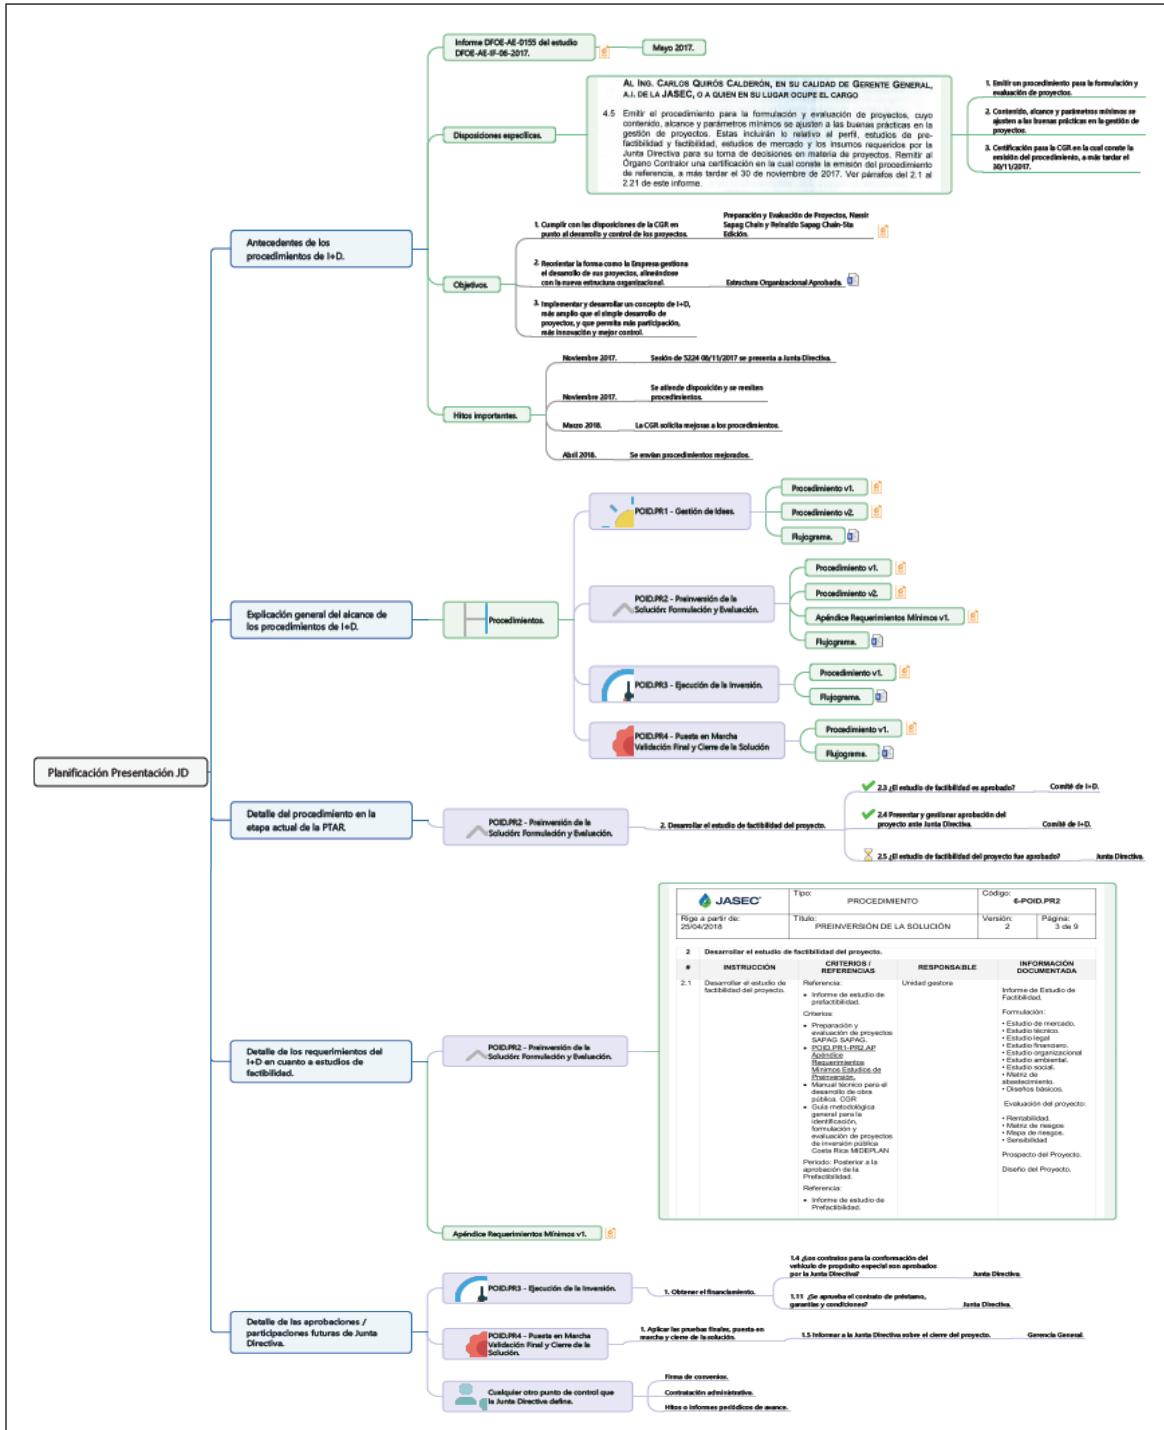 Planificación Presentación JD
Antecedentes de los
procedimientos de I+D.
Informe DFOE-AE-0155 del estudio
DFOE-AE-IF-06-2017.
Mayo 2017.
Disposiciones específicas.
AL ING. CARLOS QUIRÓS CALDERÓN, EN SU CALIDAD DE GERENTE GENERAL,
A.I. DE LA JASEC, O A QUIEN EN SU LUGAR OCUPE EL CARGO
4.5 Emitir el procedimiento para la formulación y evaluación de proyectos, cuyo
contenido, alcance y parámetros mínimos se ajusten a las buenas prácticas en la
gestión de proyectos. Estas incluirán lo relativo al perfil, estudios de pre-
factibilidad y factibilidad, estudios de mercado y los insumos requeridos por la
Junta Directiva para su toma de decisiones en materia de proyectos. Remitir al
Órgano Contralor una certificación en la cual conste la emisión del procedimiento
de referencia, a más tardar el 30 de noviembre de 2017. Ver párrafos del 2.1 al
2.21 de este informe.
1. Emitir un procedimiento para la formulación y
evaluación de proyectos.
2. Contenido, alcance y parámetros mínimos se
ajusten a las buenas prácticas en la gestión de
proyectos.
3. Certificación para la CGR en la cual conste la
emisión del procedimiento, a más tardar el
30/11/2017.
Objetivos.
1. Cumplir con las disposiciones de la CGR en
punto al desarrollo y control de los proyectos.
Preparación y Evaluación de Proyectos, Nassir
Sapag Chain y Reinaldo Sapag Chain-5ta
Edición.
2. Reorientar la forma como la Empresa gestiona
el desarrollo de sus proyectos, alineándose
con la nueva estructura organizacional.
Estructura Organizacional Aprobada.
3. Implementar y desarrollar un concepto de I+D,
más amplio que el simple desarrollo de
proyectos, y que permita más participación,
más innovación y mejor control.
Hitos importantes.
Noviembre 2017.
Sesión de 5224 06/11/2017 se presenta a Junta Directiva.
Noviembre 2017.
Se atiende disposición y se remiten
procedimientos.
Marzo 2018.
La CGR solicita mejoras a los procedimientos.
Abril 2018.
Se envían procedimientos mejorados.
Explicación general del alcance de
los procedimientos de I+D.
Procedimientos.
POID.PR1 - Gestión de Ideas.
Procedimiento v1.
Procedimiento v2.
Flujograma.
POID.PR2 - Preinversión de la
Solución: Formulación y Evaluación.
Procedimiento v1.
Procedimiento v2.
Apéndice Requerimientos Mínimos v1.
Flujograma.
POID.PR3 - Ejecución de la Inversión.
Procedimiento v1.
Flujograma.
POID.PR4 - Puesta en Marcha
Validación Final y Cierre de la Solución
Procedimiento v1.
Flujograma.
Detalle del procedimiento en la
etapa actual de la PTAR.
POID.PR2 - Preinversión de la
Solución: Formulación y Evaluación.
2. Desarrollar el estudio de factibilidad del proyecto.
2.3 ¿El estudio de factibilidad es aprobado?
Comité de I+D.
2.4 Presentar y gestionar aprobación del
proyecto ante Junta Directiva.
Comité de I+D.
2.5 ¿El estudio de factibilidad del proyecto fue aprobado?
Junta Directiva.
Detalle de los requerimientos del
I+D en cuanto a estudios de
factibilidad.
POID.PR2 - Preinversión de la
Solución: Formulación y Evaluación.
JASEC
Tipo:
PROCEDIMIENTO
Código:
6-POID.PR2
Rige a partir de:
25/04/2018
Título:
PREINVERSIÓN DE LA SOLUCIÓN
Versión:
2
Página:
3 de 9
2 Desarrollar el estudio de factibilidad del proyecto.
# INSTRUCCIÓN
CRITERIOS /
REFERENCIAS
RESPONSABLE
INFORMACIÓN
DOCUMENTADA
2.1 Desarrollar el estudio de
factibilidad del proyecto.
Referencia:
• Informe de estudio de
prefactibilidad.
Criterios:
• Preparación y
evaluación de proyectos
SAPAG SAPAG.
• POID.PR1-PR2.AP
Apéndice
Requerimientos
Mínimos Estudios de
Preinversión.
• Manual técnico para el
desarrollo de obra
pública. CGR
• Guía metodológica
general para la
identificación,
formulación y
evaluación de proyectos
de inversión pública
Costa Rica MIDEPLAN
Periodo: Posterior a la
aprobación de la
Prefactibilidad.
Referencia:
• Informe de estudio de
Prefactibilidad.
Unidad gestora
Informe de Estudio de
Factibilidad.
Formulación:
• Estudio de mercado.
• Estudio técnico.
• Estudio legal
• Estudio financiero.
• Estudio organizacional
• Estudio ambiental.
• Estudio social.
• Matriz de
abastecimiento.
• Diseños básicos.
Evaluación del proyecto:
• Rentabilidad.
• Matriz de riesgos
• Mapa de riesgos.
• Sensibilidad
Prospecto del Proyecto.
Diseño del Proyecto.
Apéndice Requerimientos Mínimos v1.
Detalle de las aprobaciones /
participaciones futuras de Junta
Directiva.
POID.PR3 - Ejecución de la Inversión.
1. Obtener el financiamiento.
1.4 ¿Los contratos para la conformación del
vehículo de propósito especial son aprobados
por la Junta Directiva?
Junta Directiva.
1.11 ¿Se aprueba el contrato de préstamo,
garantías y condiciones?
Junta Directiva.
POID.PR4 - Puesta en Marcha
Validación Final y Cierre de la
Solución.
1. Aplicar las pruebas finales, puesta en
marcha y cierre de la solución.
1.5 Informar a la Junta Directiva sobre el cierre del proyecto.
Gerencia General.
Cualquier otro punto de control que
la Junta Directiva define.
Firma de convenios.
Contratación administrativa.
Hitos o informes periódicos de avance.